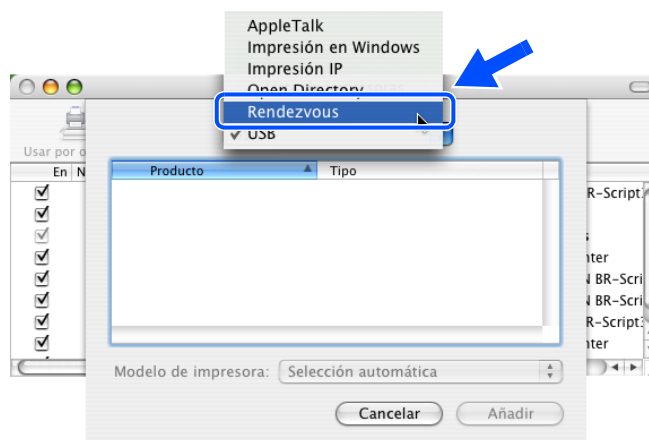 AppleTalk
Impresión en Windows
Impresión IP
Open Directory
Rendezvous
✓ USB
Usar por o
En N
Producto
Tipo
R-Script
s
nter
N BR-Scri
N BR-Scri
R-Script3
nter
Modelo de impresora: Selección automática
Cancelar
Añadir